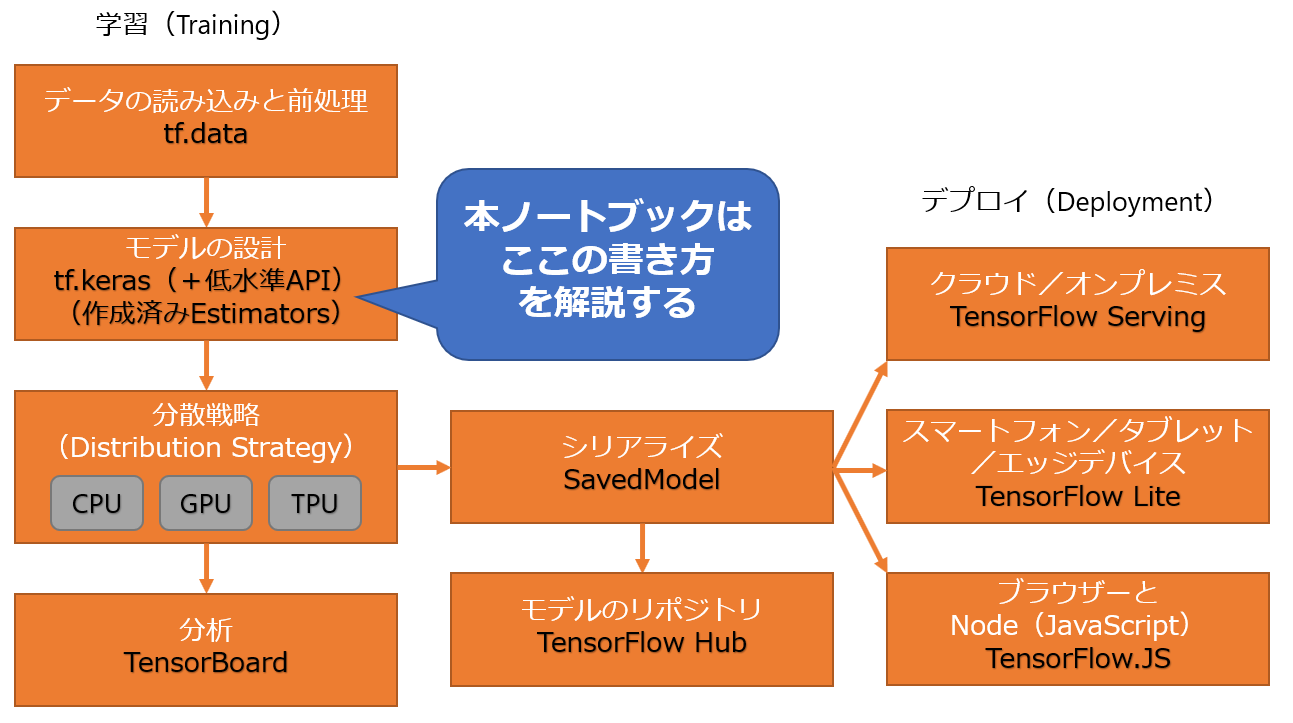 学習（Training）
データの読み込みと前処理
tf.data
モデルの設計
tf.keras（＋低水準API）
（作成済みEstimators）
本ノートブックは
ここの書き方
を解説する
分散戦略
（Distribution Strategy）
CPU
GPU
TPU
分析
TensorBoard
シリアライズ
SavedModel
モデルのリポジトリ
TensorFlow Hub
デプロイ（Deployment）
クラウド／オンプレミス
TensorFlow Serving
スマートフォン／タブレット
／エッジデバイス
TensorFlow Lite
ブラウザーと
Node（JavaScript）
TensorFlow.JS